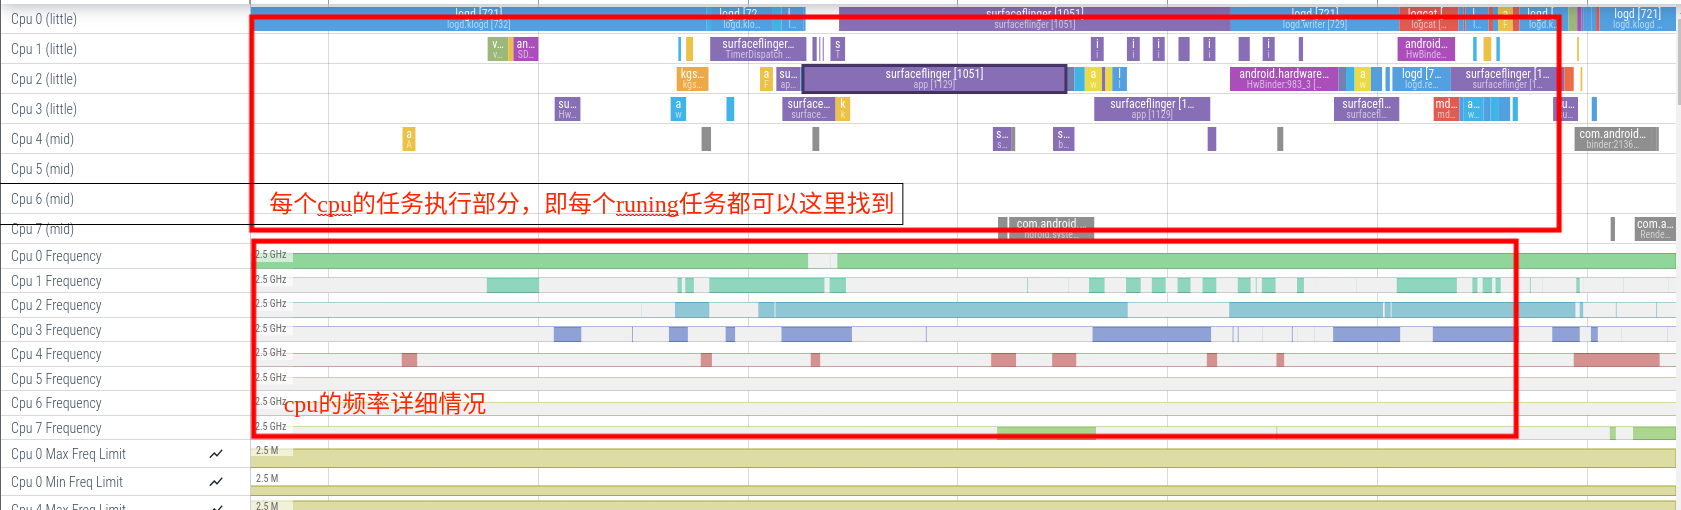 Cpu 0 (little)
logd [721] logd [72... l... surfaceflinger [1051] logd [721] logcat [... l... a logd [... logd [721]
logd.klogd [732] logd.klo... l... surfaceflinger [1051] logd.writer [729] logcat [... l... F logd.k... logd.klogd ...
Cpu 1 (little)
v... an... surfaceflinger... s i i i i i android...
v... SD... TimerDispatch ... T i i i i i HwBinde...
Cpu 2 (little)
kgs... a su... surfaceflinger [1051] a l android.hardware... a logd [7... surfaceflinger [1...
kgs... F ap... app [1129] w l HwBinder:983_3 [... w logd.re... surfaceflinger [1...
Cpu 3 (little)
su... a surface... k surfaceflinger [1... surfacefl... md... a... u...
Hw... w surface... k app [1129] surfacefl... md... w...
Cpu 4 (mid)
a s... s... com.android...
A s... b... binder:2136...
Cpu 5 (mid)
Cpu 6 (mid)
每个cpu的任务执行部分，即每个runing任务都可以这里找到
Cpu 7 (mid)
com.android.... com.a...
ndroid.syste... Rende...
Cpu 0 Frequency 2.5 GHz
Cpu 1 Frequency 2.5 GHz
Cpu 2 Frequency 2.5 GHz
Cpu 3 Frequency 2.5 GHz
Cpu 4 Frequency 2.5 GHz
Cpu 5 Frequency 2.5 GHz
Cpu 6 Frequency 2.5 GHz
cpu的频率详细情况
Cpu 7 Frequency 2.5 GHz
Cpu 0 Max Freq Limit 2.5 M
Cpu 0 Min Freq Limit 2.5 M
Cpu 4 Max Freq Limit 2.5 M